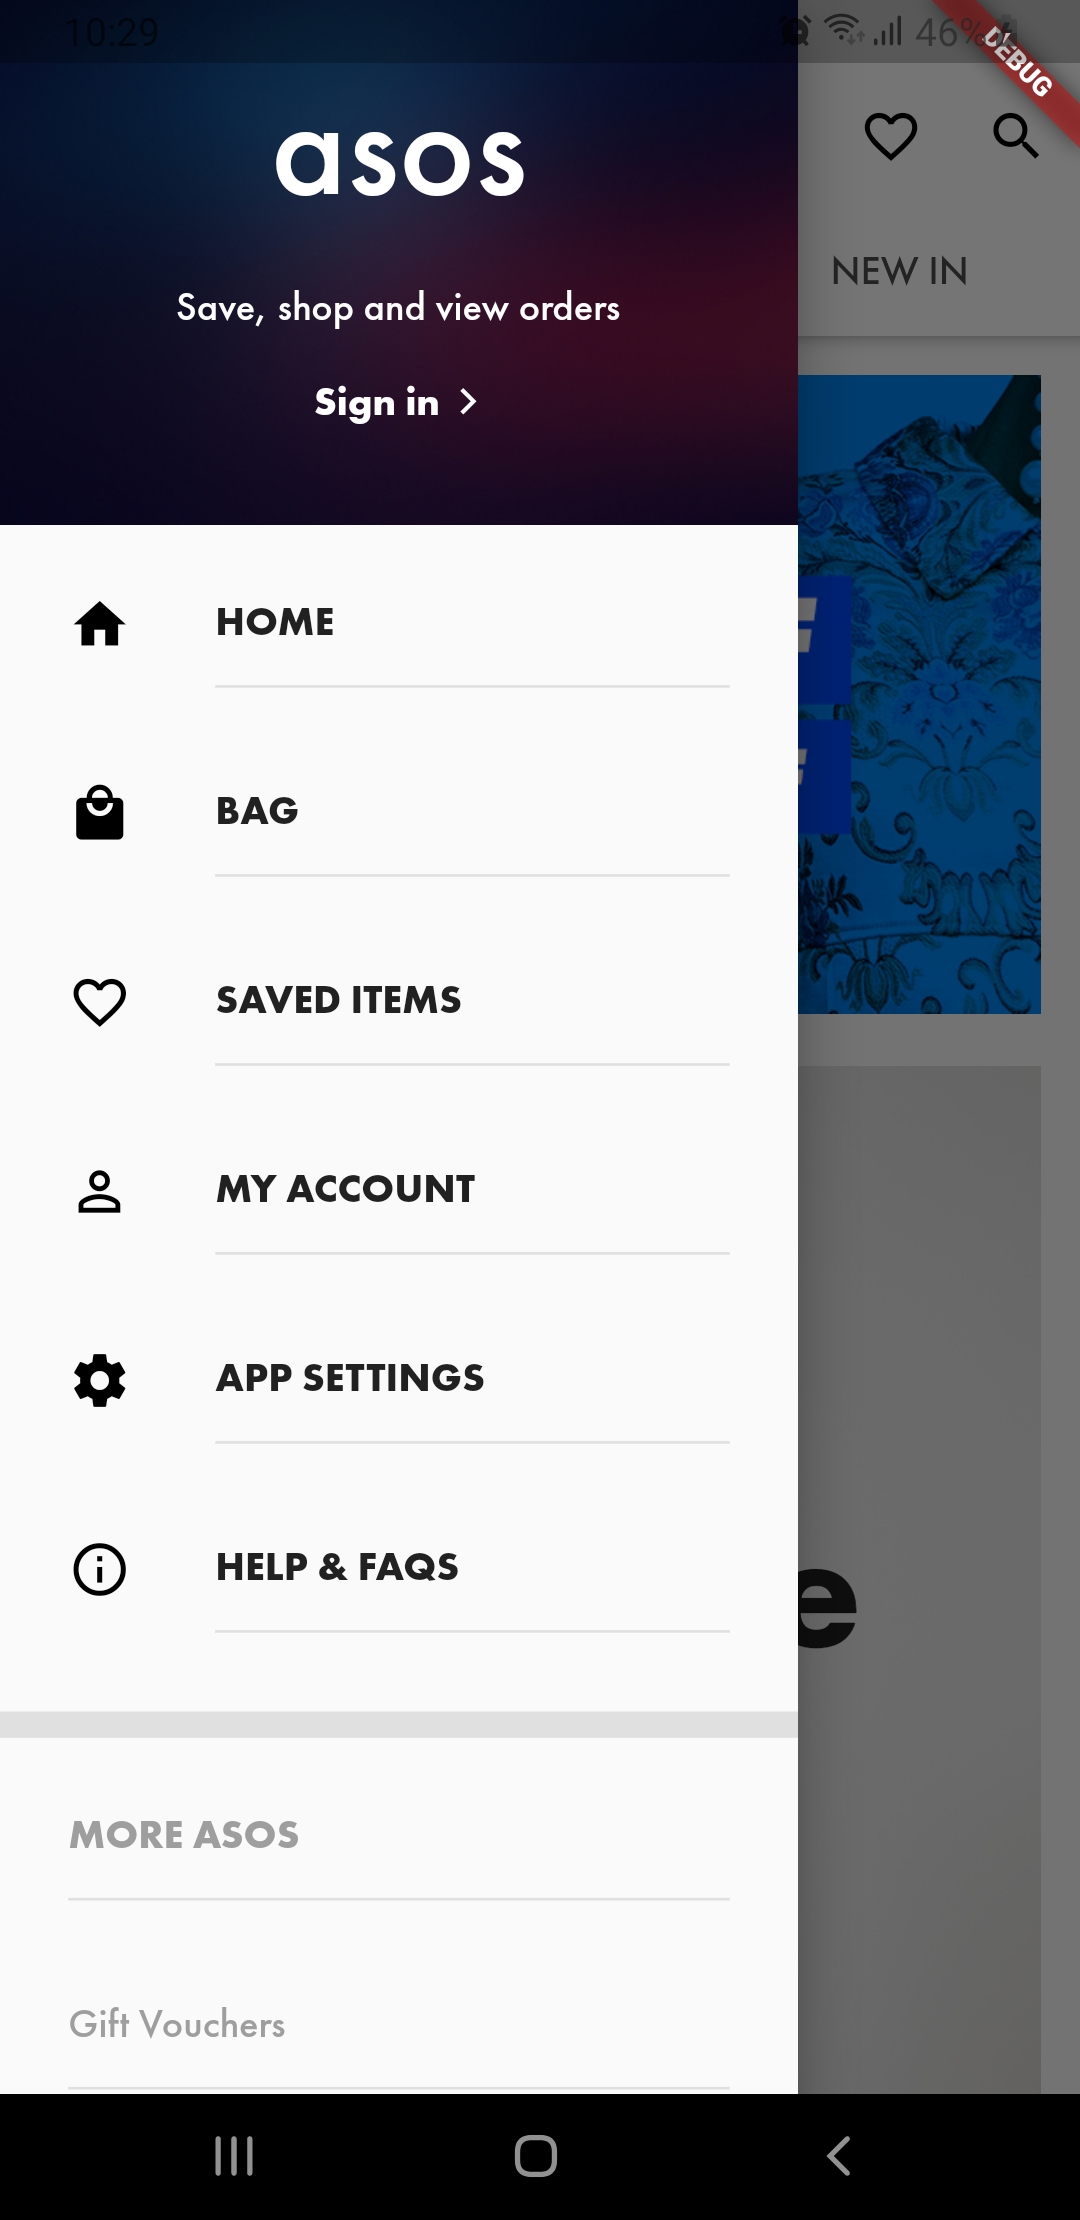 10:29
46%
DEBUG
asos
NEW IN
Save, shop and view orders
Sign in
HOME
BAG
SAVED ITEMS
MY ACCOUNT
APP SETTINGS
HELP & FAQS
e
MORE ASOS
Gift Vouchers